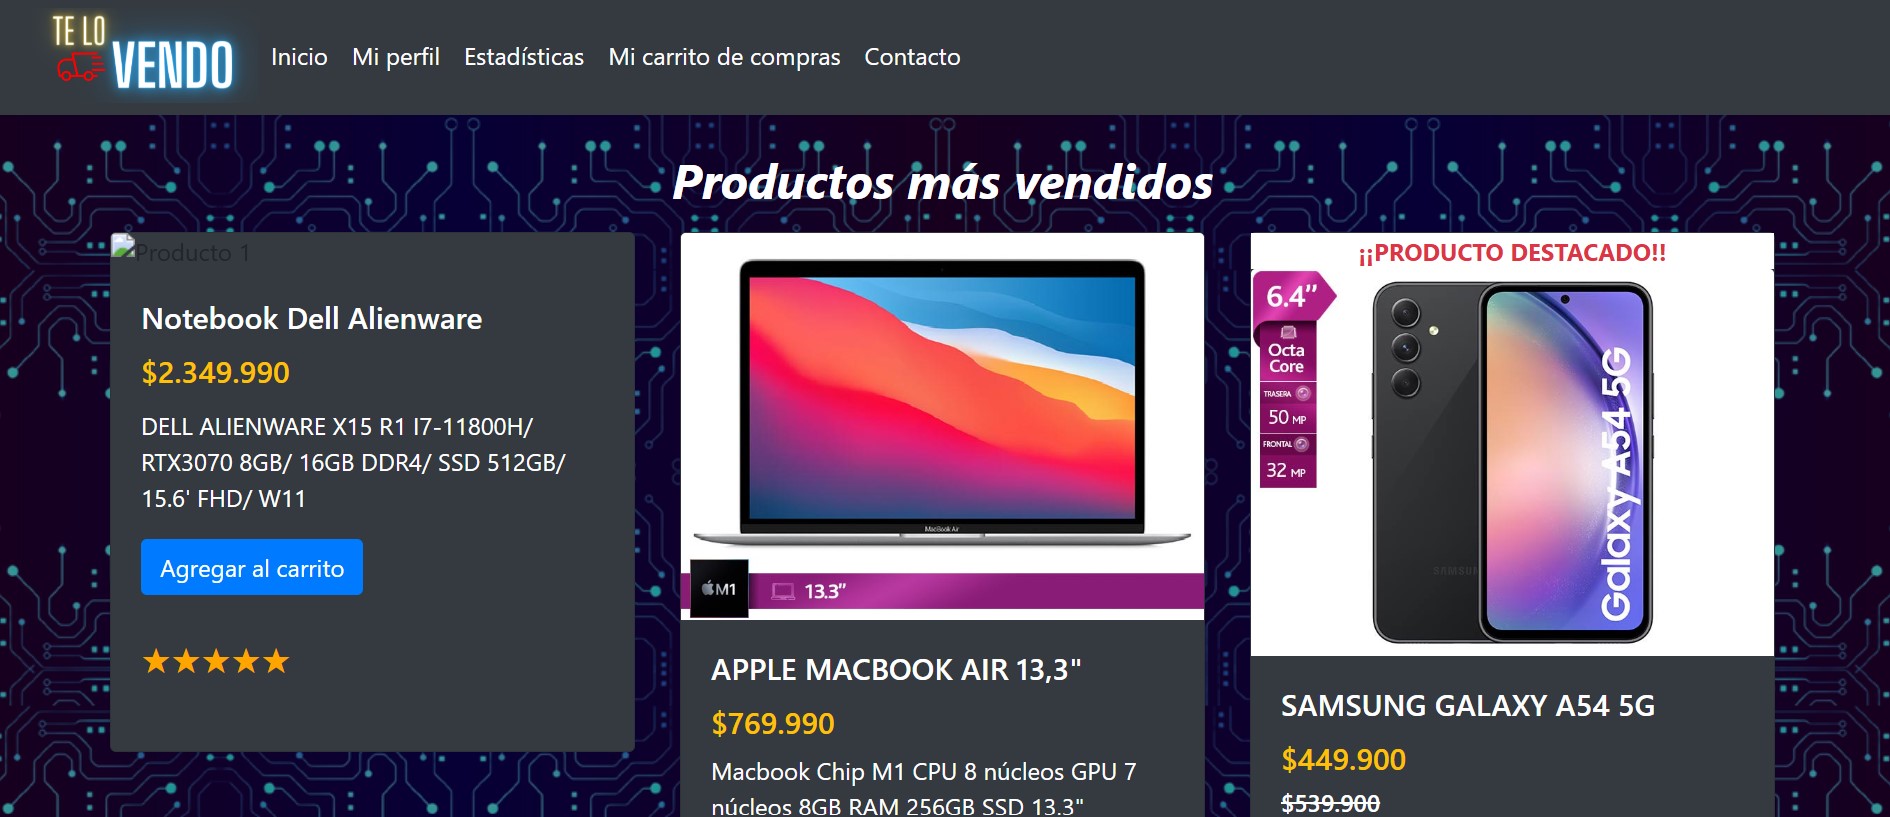 TE LO
VENDO
Inicio Mi perfil Estadísticas Mi carrito de compras Contacto
Productos más vendidos
Producto 1
Notebook Dell Alienware
$2.349.990
DELL ALIENWARE X15 R1 I7-11800H/
RTX3070 8GB/ 16GB DDR4/ SSD 512GB/
15.6' FHD/ W11
Agregar al carrito
★★★★★
MacBook Air
M1
13.3”
APPLE MACBOOK AIR 13,3"
$769.990
Macbook Chip M1 CPU 8 núcleos GPU 7
núcleos 8GB RAM 256GB SSD 13.3"
¡¡PRODUCTO DESTACADO!!
6.4”
Octa
Core
TRASERA
50 MP
FRONTAL
32 MP
SAMSUNG
Galaxy A54 5G
SAMSUNG GALAXY A54 5G
$449.900
$539.900